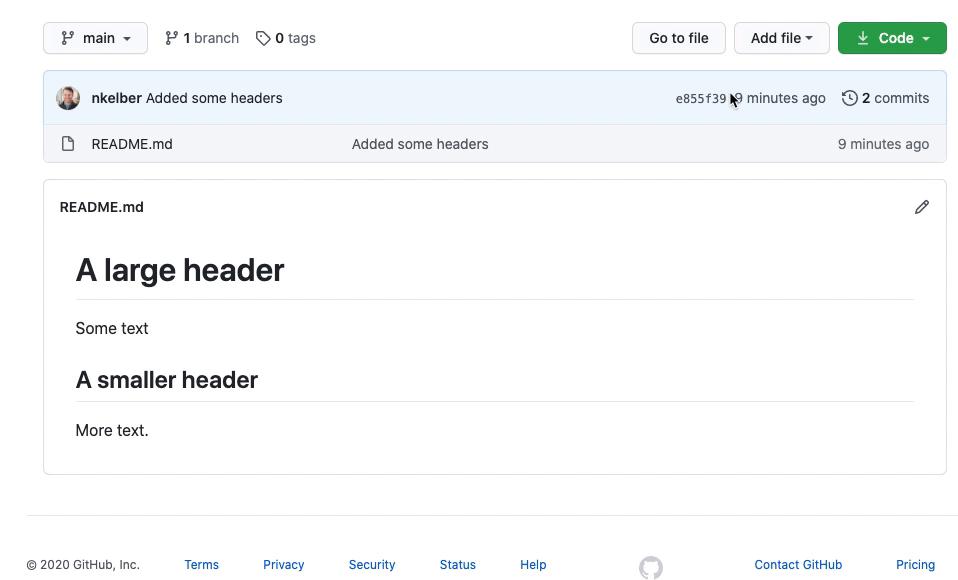 main 1 branch 0 tags Go to file Add file Code
nkelber Added some headers e855f39 9 minutes ago 2 commits
README.md Added some headers 9 minutes ago
README.md
A large header
Some text
A smaller header
More text.
© 2020 GitHub, Inc. Terms Privacy Security Status Help Contact GitHub Pricing